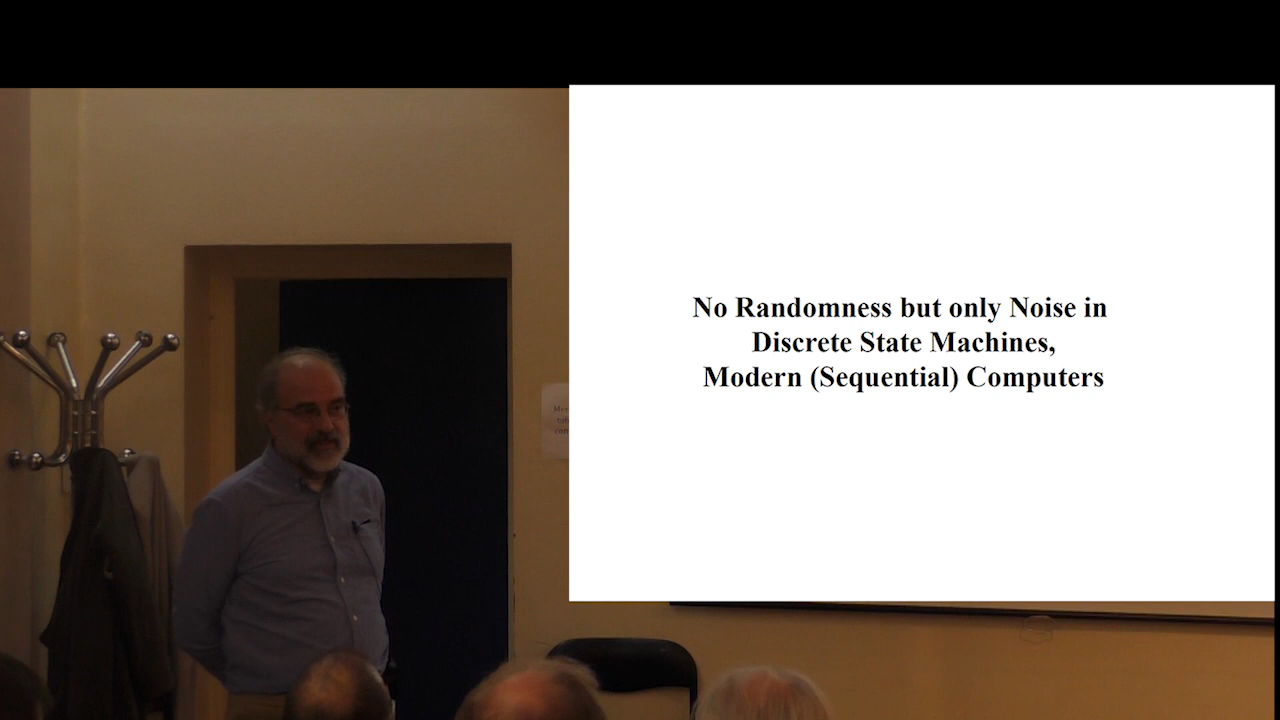 No Randomness but only Noise in
Discrete State Machines,
Modern (Sequential) Computers